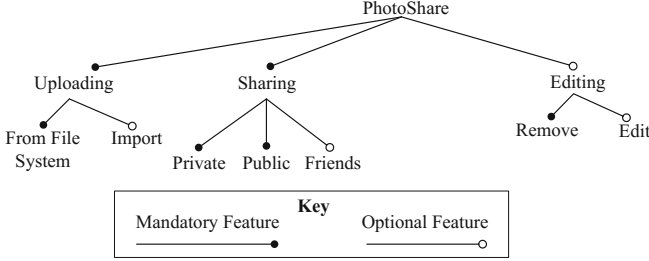 PhotoShare
Uploading Sharing Editing
From File System Import Private Public Friends Remove Edit
Key
Mandatory Feature Optional Feature